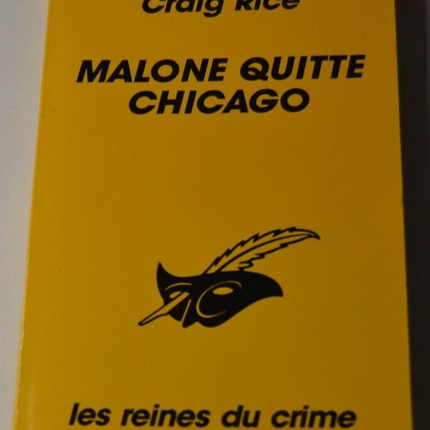 Craig Rice
MALONE QUITTE
CHICAGO
les reines du crime